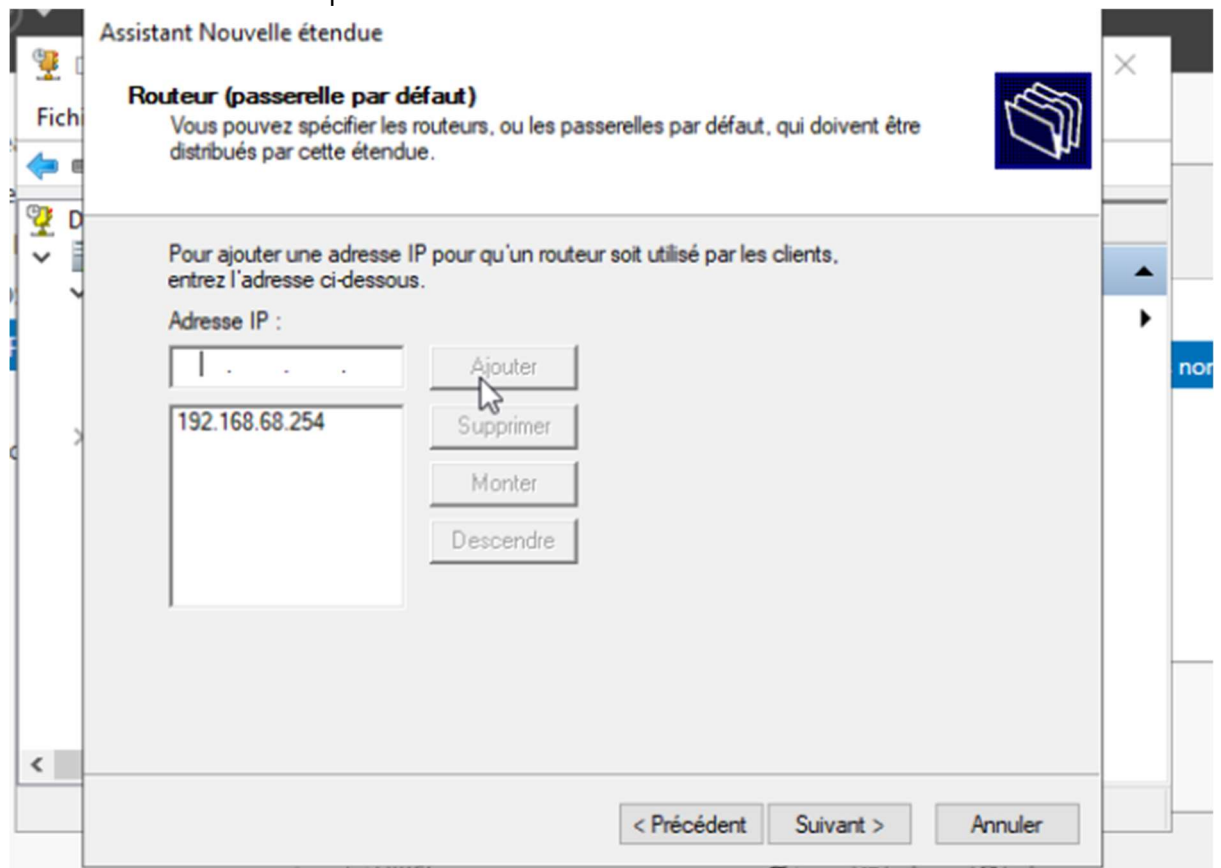 Assistant Nouvelle étendue
Routeur (passerelle par défaut)
Vous pouvez spécifier les routeurs, ou les passerelles par défaut, qui doivent être
distribués par cette étendue.
Fichi
D
Pour ajouter une adresse IP pour qu'un routeur soit utilisé par les clients,
entrez l'adresse ci-dessous.
Adresse IP :
. . .
Ajouter
nor
192.168.68.254
Supprimer
Monter
Descendre
< Précédent
Suivant >
Annuler